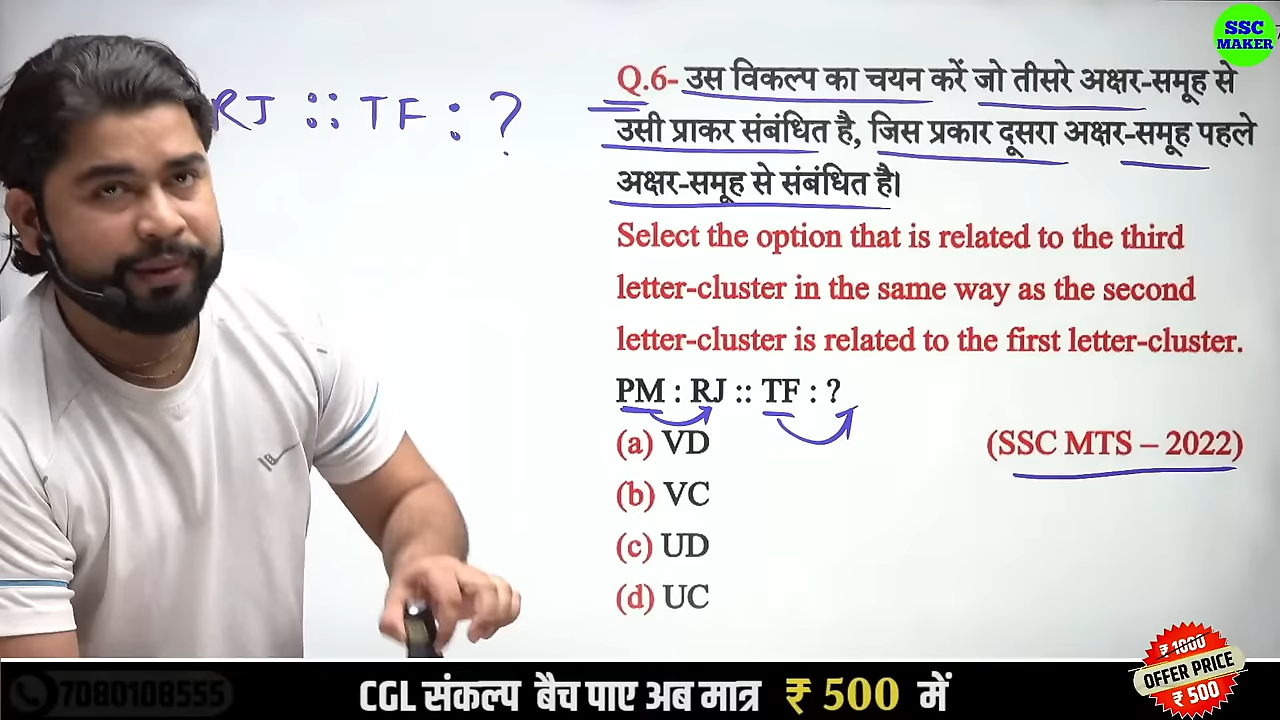 SSC
MAKER
RJ :: TF : ?
Q.6- उस विकल्प का चयन करें जो तीसरे अक्षर-समूह से
उसी प्राकर संबंधित है, जिस प्रकार दूसरा अक्षर-समूह पहले
अक्षर-समूह से संबंधित है।
Select the option that is related to the third
letter-cluster in the same way as the second
letter-cluster is related to the first letter-cluster.
PM : RJ :: TF : ?
(a) VD
(SSC MTS – 2022)
(b) VC
(c) UD
(d) UC
₹ 1000
OFFER PRICE
₹ 500
7080108555
CGL संकल्प बैच पाए अब मात्र ₹ 500 में